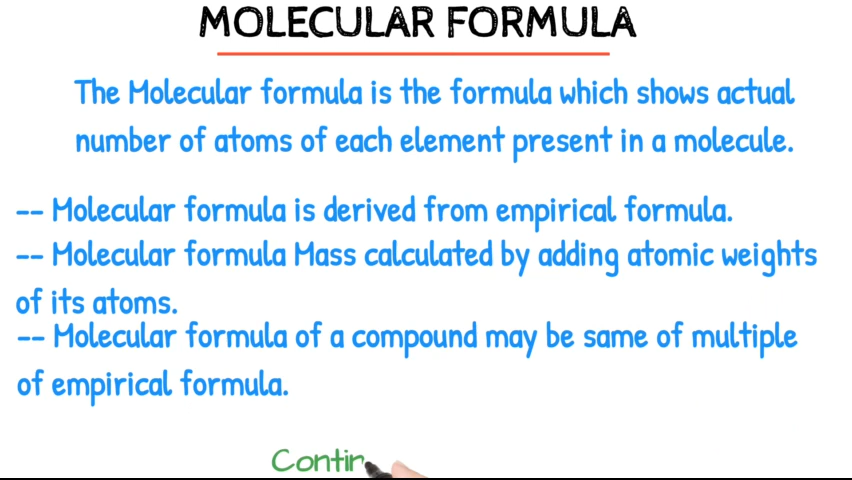 MOLECULAR FORMULA
The Molecular formula is the formula which shows actual
number of atoms of each element present in a molecule.
-- Molecular formula is derived from empirical formula.
-- Molecular formula Mass calculated by adding atomic weights
of its atoms.
-- Molecular formula of a compound may be same of multiple
of empirical formula.
Contin